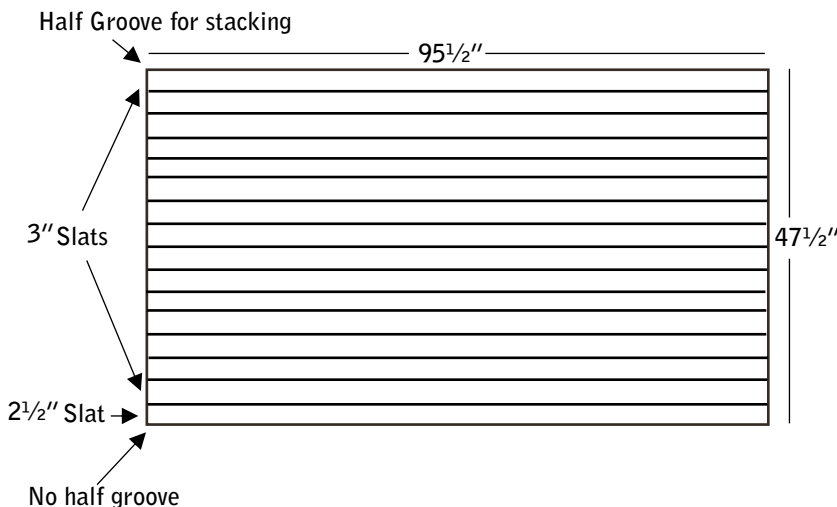 Half Groove for stacking
95½"
3" Slats
47½"
2½" Slat
No half groove